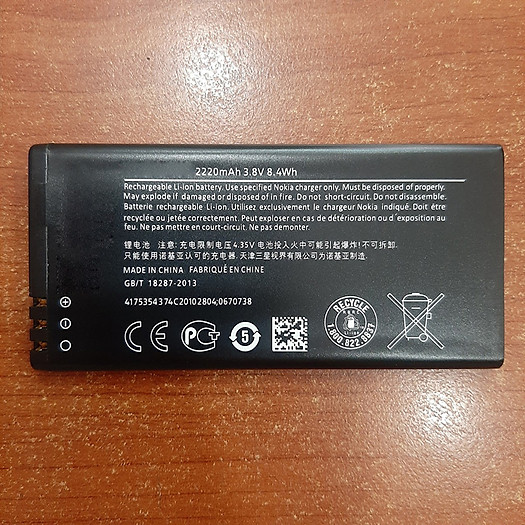 2220mAh 3,8V 8.4Wh
Rechargeable Li-ion battery. Use specified Nokia charger only. Must be disposed of properly.
May explode if damaged or disposed of in fire. Do not short-circuit. Do not disassemble.
Batterie rechargeable Li-ion. Utilisez exclusivement le chargeur Nokia indiqué. Doit être
recyclée ou jetée correctement. Peut exploser en cas de détérioration ou d´exposition au
feu. Ne pas mettre en court-circuit. Ne pas démonter.
锂电池 注意: 充电限制电压4.35V 电池投入火中可能引起爆炸!不可拆卸.
只能使用诺基亚认可的充电器. 天津三星视界有限公司为诺基亚制造.
MADE IN CHINA FABRIQUÉ EN CHINE
GB/T 18287-2013
4175354374C20102804;0670738
CE PCT 5 RECYCLE Li-ion 1.800.822.8837